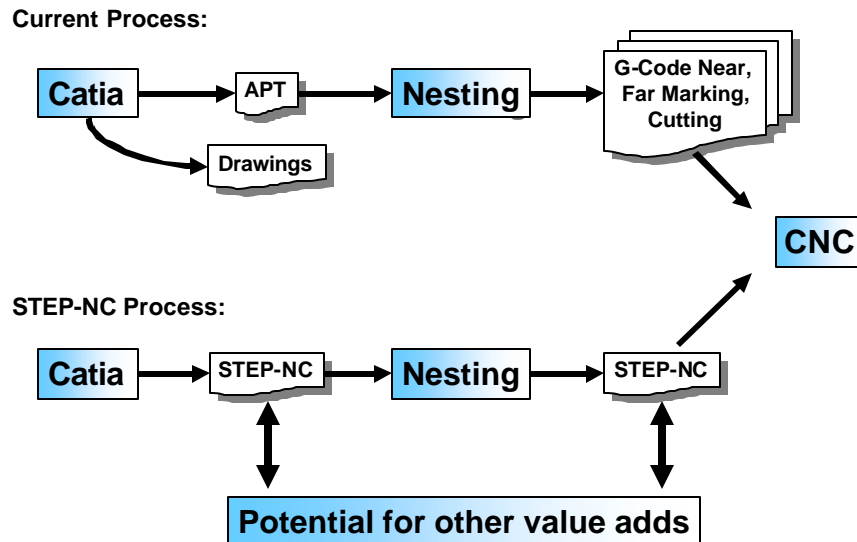 Current Process:
Catia
APT
Nesting
G-Code Near,
Far Marking,
Cutting
Drawings
CNC
STEP-NC Process:
Catia
STEP-NC
Nesting
STEP-NC
Potential for other value adds